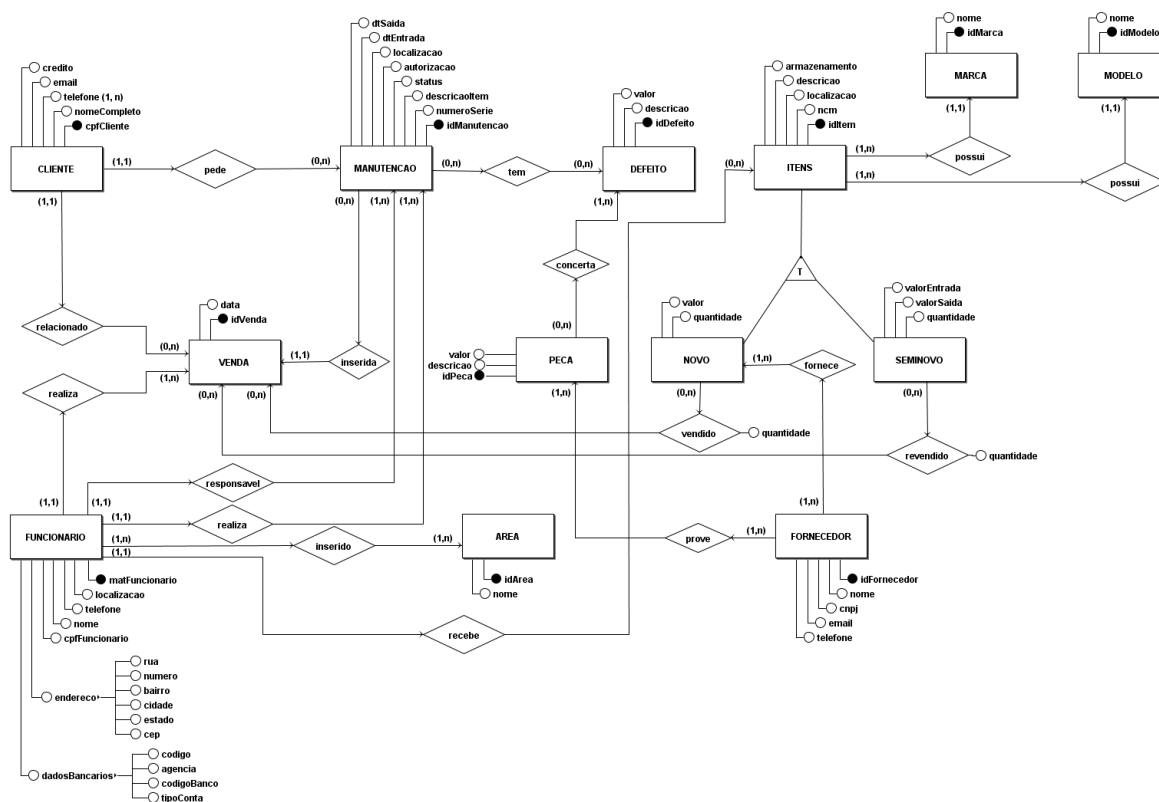 dtSaida
dtEntrada
localizacao
autorizacao
status
descricaoItem
numeroSerie
idManutencao
credito
email
telefone (1, n)
nomeCompleto
cpfCliente
valor
descricao
idDefeito
armazenamento
descricao
localizacao
ncm
idItem
nome
idMarca
nome
idModelo
MARCA
MODELO
(1,1)
(1,1)
CLIENTE
(1,1)
pede
(0,n)
MANUTENCAO
(0,n)
tem
(0,n)
DEFEITO
(0,n)
ITENS
(1,n)
possui
(1,n)
possui
(1,1)
(0,n)
(1,n)
(1,n)
(1,n)
concerta
T
data
idVenda
relacionado
(0,n)
VENDA
(1,1)
inserida
(0,n)
valor
descricao
idPeca
PECA
(1,n)
valor
quantidade
NOVO
(1,n)
fornece
valorEntrada
valorSaida
quantidade
SEMINOVO
realiza
(1,n)
(0,n)
(0,n)
(0,n)
(0,n)
vendido
quantidade
revendido
quantidade
responsavel
(1,1)
(1,1)
(1,n)
FUNCIONARIO
(1,1)
realiza
(1,n)
(1,1)
inserido
(1,n)
AREA
prove
(1,n)
FORNECEDOR
matFuncionario
localizacao
telefone
nome
cpfFuncionario
idArea
nome
idFornecedor
nome
cnpj
email
telefone
recebe
endereco
rua
numero
bairro
cidade
estado
cep
dadosBancarios
codigo
agencia
codigoBanco
tipoConta